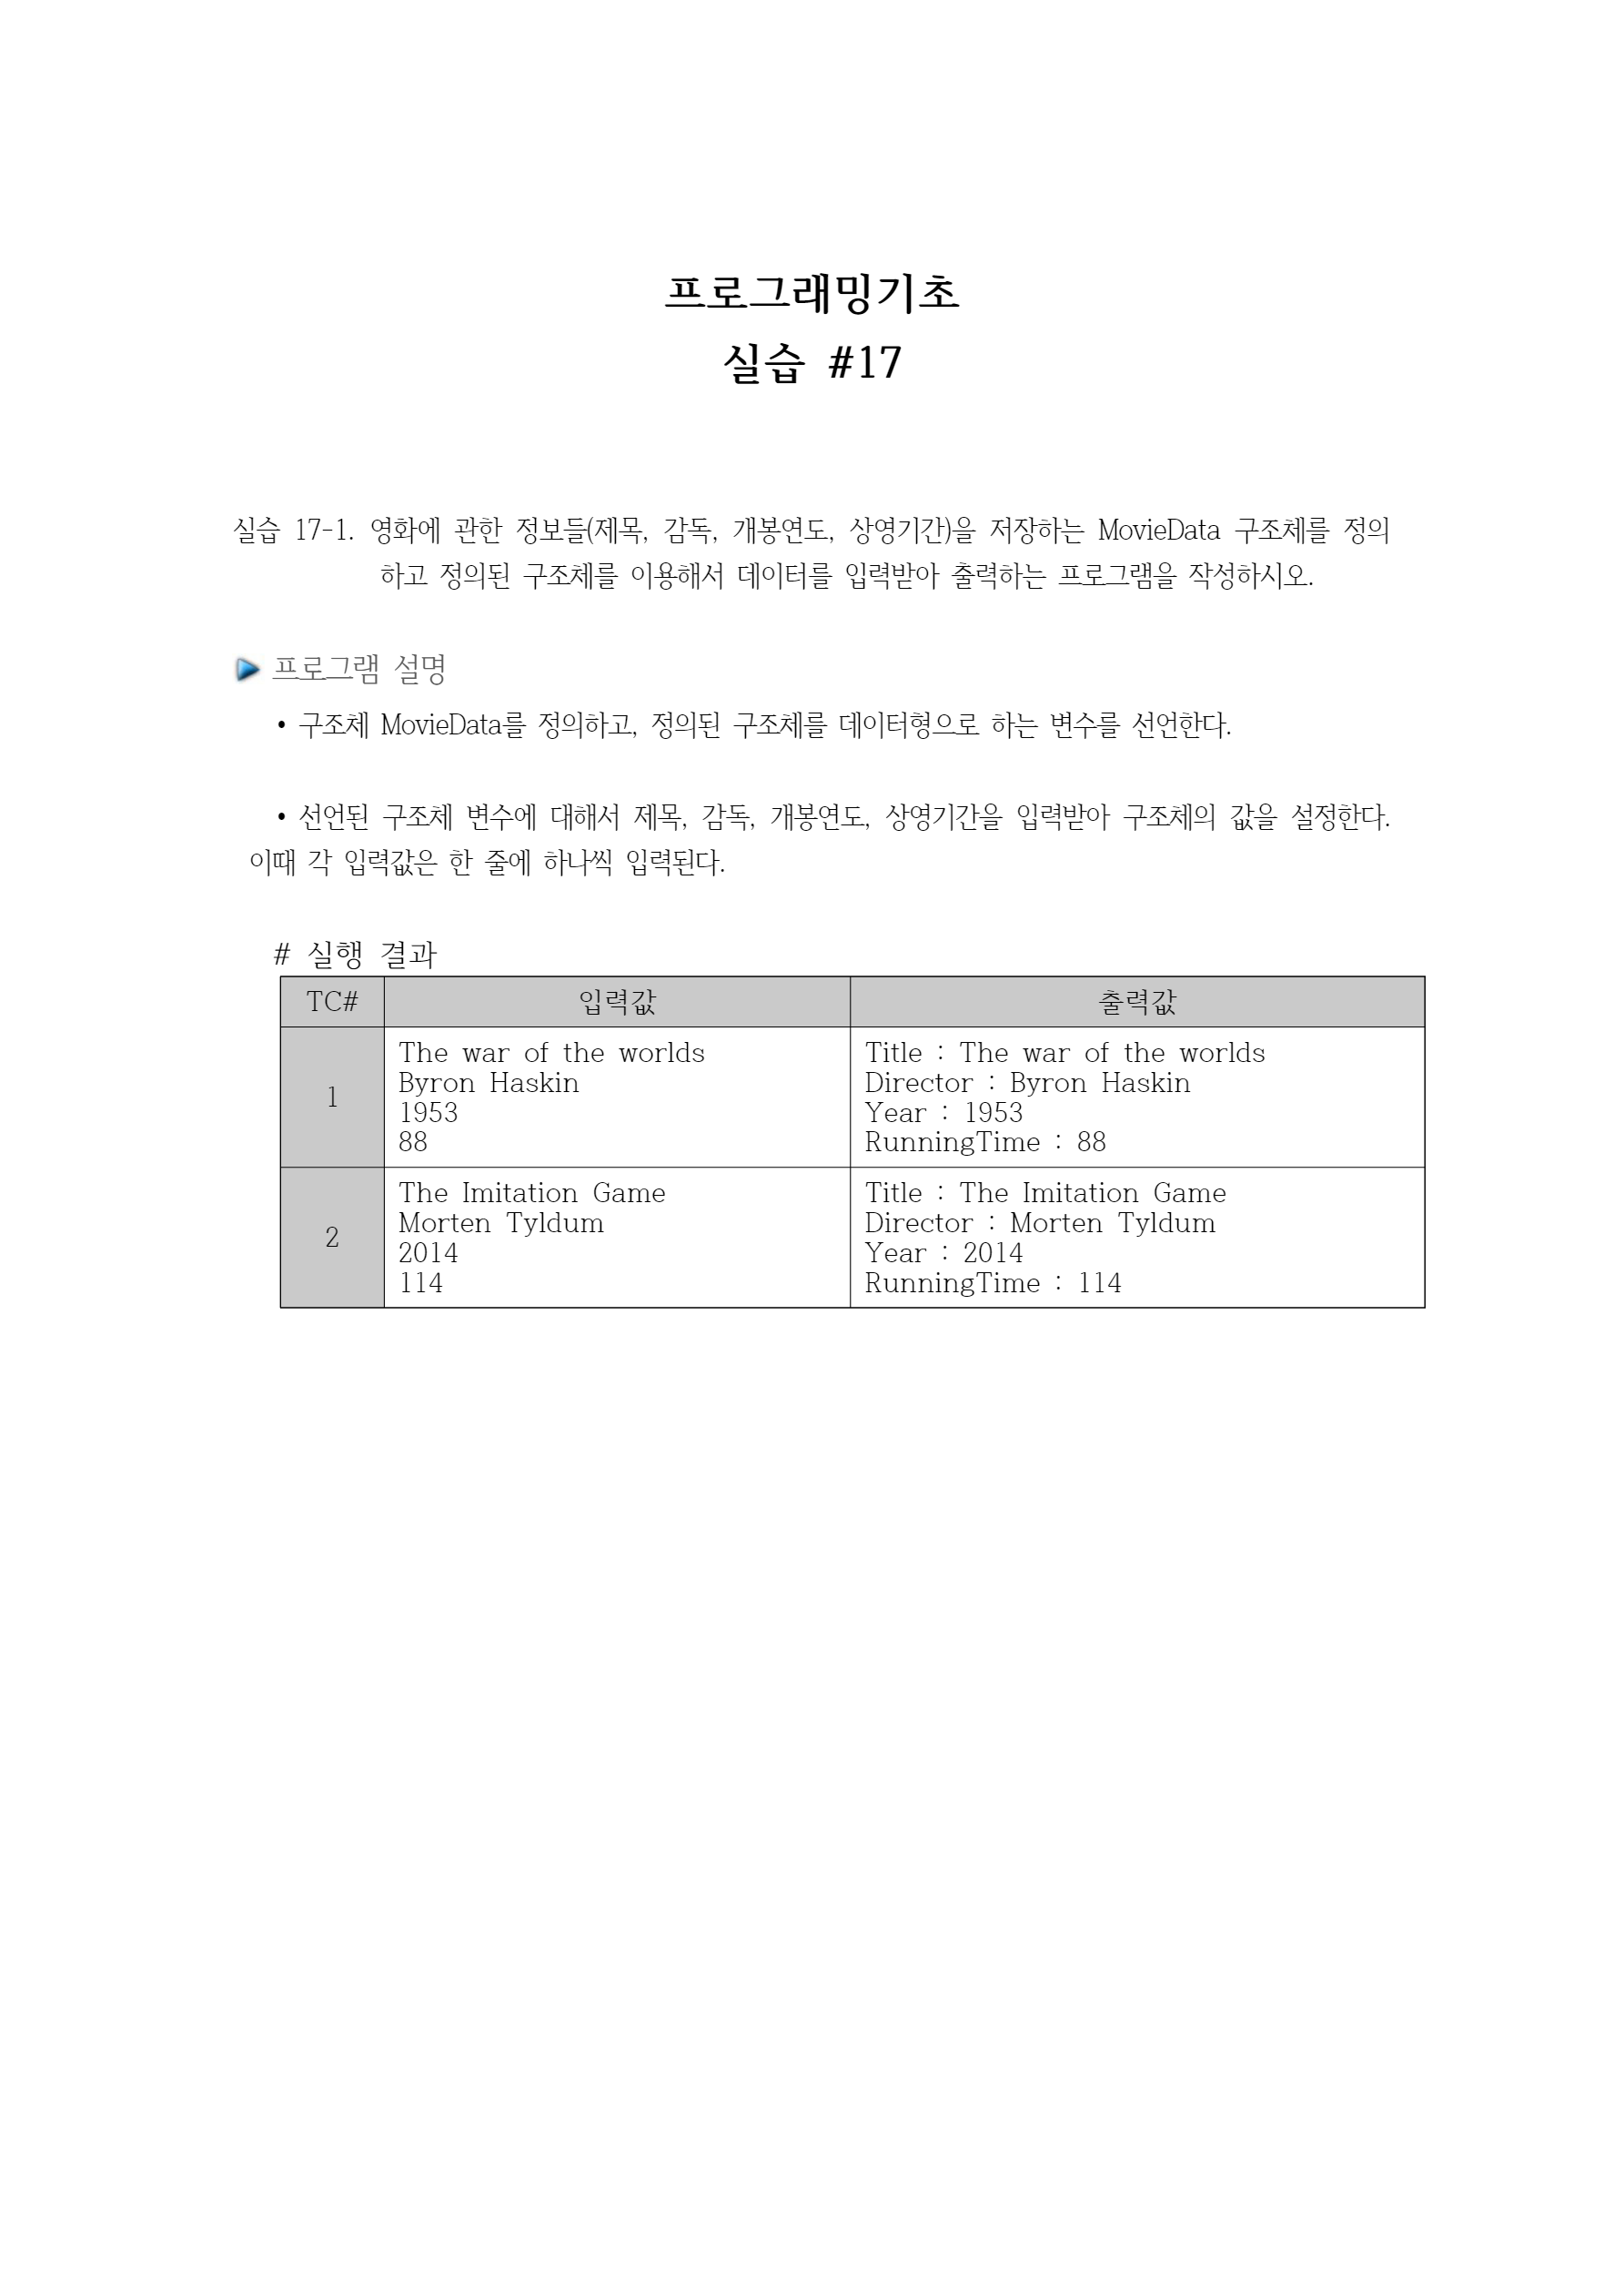 프로그래밍기초
실습 #17
실습 17-1. 영화에 관한 정보들(제목, 감독, 개봉연도, 상영기간)을 저장하는 MovieData 구조체를 정의
하고 정의된 구조체를 이용해서 데이터를 입력받아 출력하는 프로그램을 작성하시오.
프로그램 설명
• 구조체 MovieData를 정의하고, 정의된 구조체를 데이터형으로 하는 변수를 선언한다.
• 선언된 구조체 변수에 대해서 제목, 감독, 개봉연도, 상영기간을 입력받아 구조체의 값을 설정한다.
이때 각 입력값은 한 줄에 하나씩 입력된다.
# 실행 결과
TC# 입력값 출력값
1
The war of the worlds
Byron Haskin
1953
88
Title : The war of the worlds
Director : Byron Haskin
Year : 1953
RunningTime : 88
2
The Imitation Game
Morten Tyldum
2014
114
Title : The Imitation Game
Director : Morten Tyldum
Year : 2014
RunningTime : 114